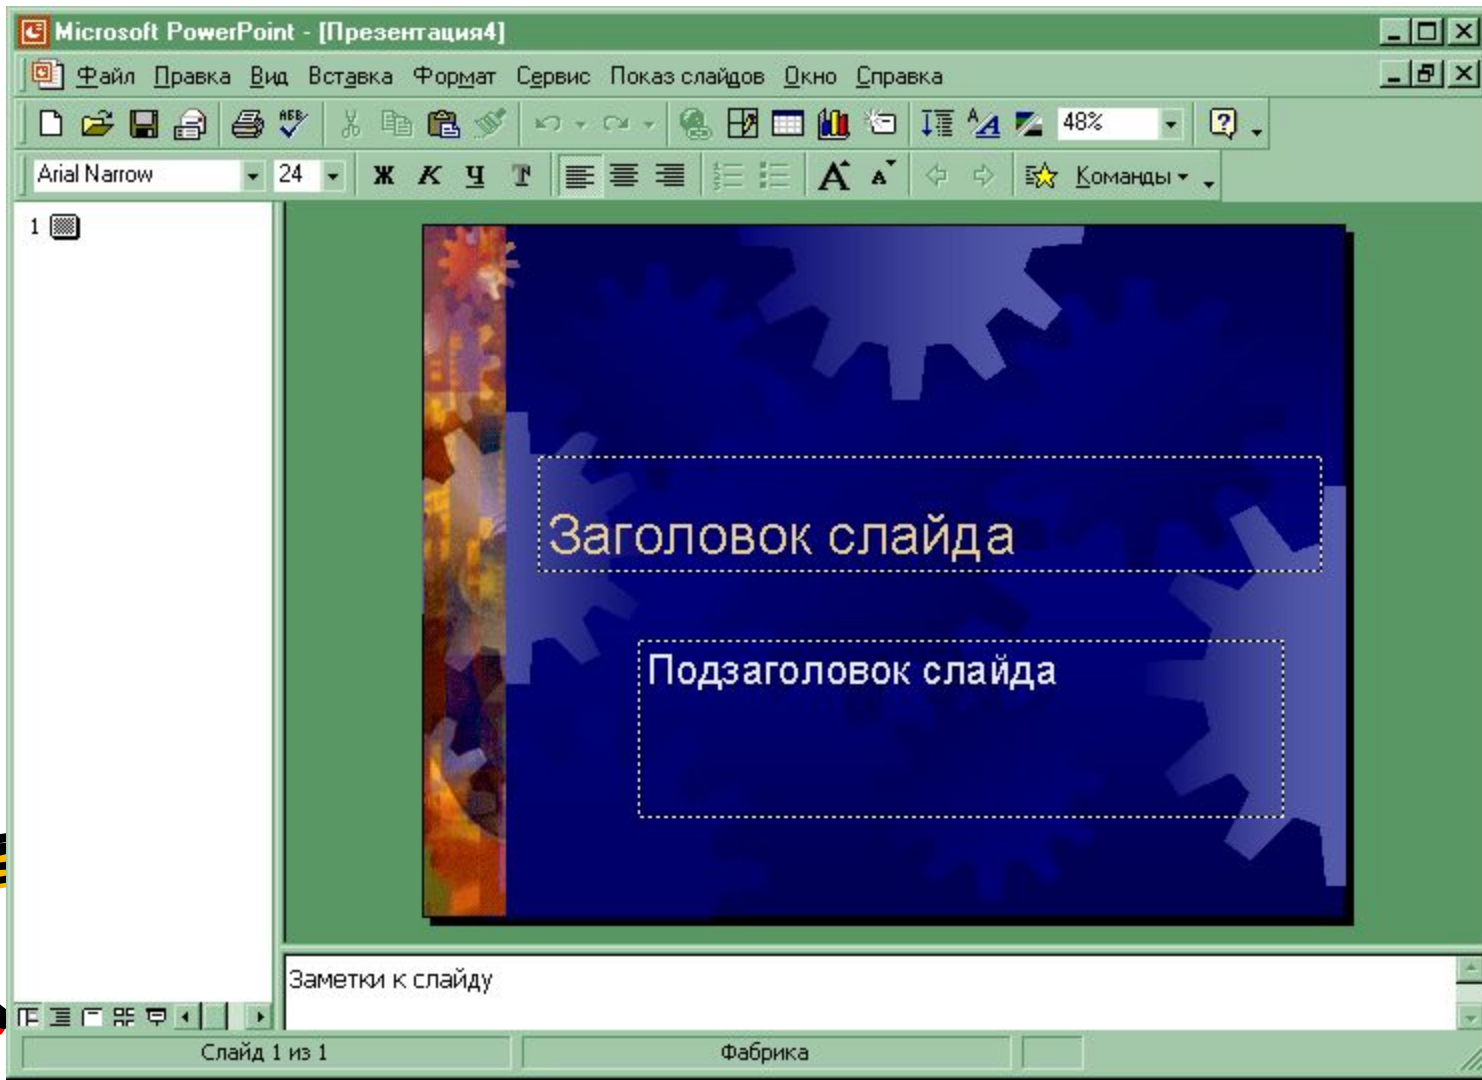 Microsoft PowerPoint - [Презентация4]
Файл Правка Вид Вставка Формат Сервис Показ слайдов Окно Справка
АБВ 48%
Arial Narrow 24 Ж К Ч Т А А Команды
1
Заголовок слайда
Подзаголовок слайда
Заметки к слайду
Слайд 1 из 1 Фабрика